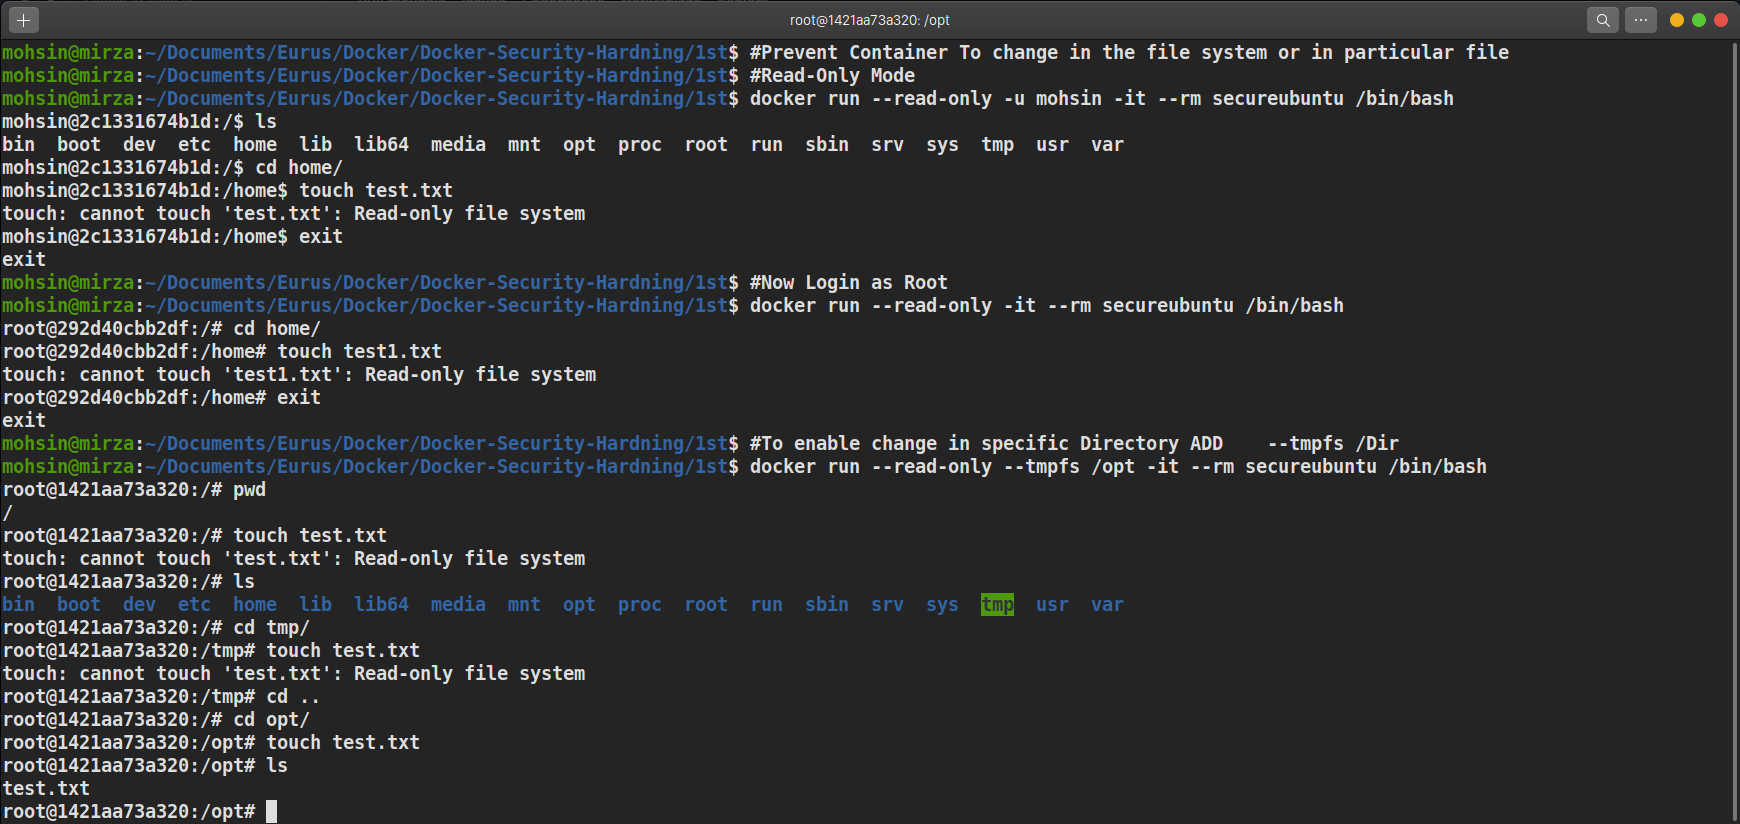 root@1421aa73a320: /opt
mohsin@mirza:~/Documents/Eurus/Docker/Docker-Security-Hardning/1st$ #Prevent Container To change in the file system or in particular file
mohsin@mirza:~/Documents/Eurus/Docker/Docker-Security-Hardning/1st$ #Read-Only Mode
mohsin@mirza:~/Documents/Eurus/Docker/Docker-Security-Hardning/1st$ docker run --read-only -u mohsin -it --rm secureubuntu /bin/bash
mohsin@2c1331674b1d:/$ ls
bin  boot  dev  etc  home  lib  lib64  media  mnt  opt  proc  root  run  sbin  srv  sys  tmp  usr  var
mohsin@2c1331674b1d:/$ cd home/
mohsin@2c1331674b1d:/home$ touch test.txt
touch: cannot touch 'test.txt': Read-only file system
mohsin@2c1331674b1d:/home$ exit
exit
mohsin@mirza:~/Documents/Eurus/Docker/Docker-Security-Hardning/1st$ #Now Login as Root
mohsin@mirza:~/Documents/Eurus/Docker/Docker-Security-Hardning/1st$ docker run --read-only -it --rm secureubuntu /bin/bash
root@292d40cbb2df:/# cd home/
root@292d40cbb2df:/home# touch test1.txt
touch: cannot touch 'test1.txt': Read-only file system
root@292d40cbb2df:/home# exit
exit
mohsin@mirza:~/Documents/Eurus/Docker/Docker-Security-Hardning/1st$ #To enable change in specific Directory ADD    --tmpfs /Dir
mohsin@mirza:~/Documents/Eurus/Docker/Docker-Security-Hardning/1st$ docker run --read-only --tmpfs /opt -it --rm secureubuntu /bin/bash
root@1421aa73a320:/# pwd
/
root@1421aa73a320:/# touch test.txt
touch: cannot touch 'test.txt': Read-only file system
root@1421aa73a320:/# ls
bin  boot  dev  etc  home  lib  lib64  media  mnt  opt  proc  root  run  sbin  srv  sys  tmp  usr  var
root@1421aa73a320:/# cd tmp/
root@1421aa73a320:/tmp# touch test.txt
touch: cannot touch 'test.txt': Read-only file system
root@1421aa73a320:/tmp# cd ..
root@1421aa73a320:/# cd opt/
root@1421aa73a320:/opt# touch test.txt
root@1421aa73a320:/opt# ls
test.txt
root@1421aa73a320:/opt#